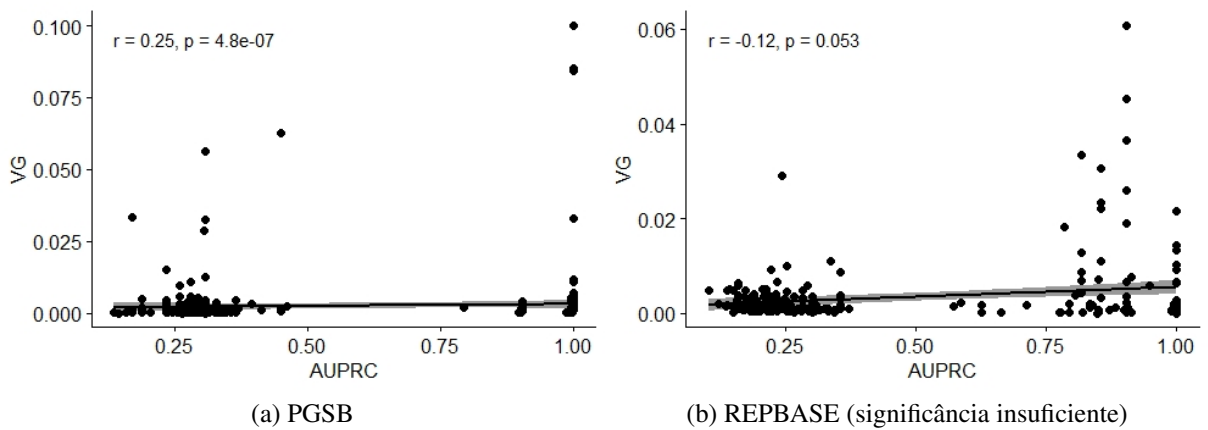 r = 0.25, p = 4.8e-07
VG
0.100
0.075
0.050
0.025
0.000
0.25 0.50 0.75 1.00
AUPRC
(a) PGSB
r = -0.12, p = 0.053
VG
0.06
0.04
0.02
0.00
0.25 0.50 0.75 1.00
AUPRC
(b) REPBASE (significância insuficiente)